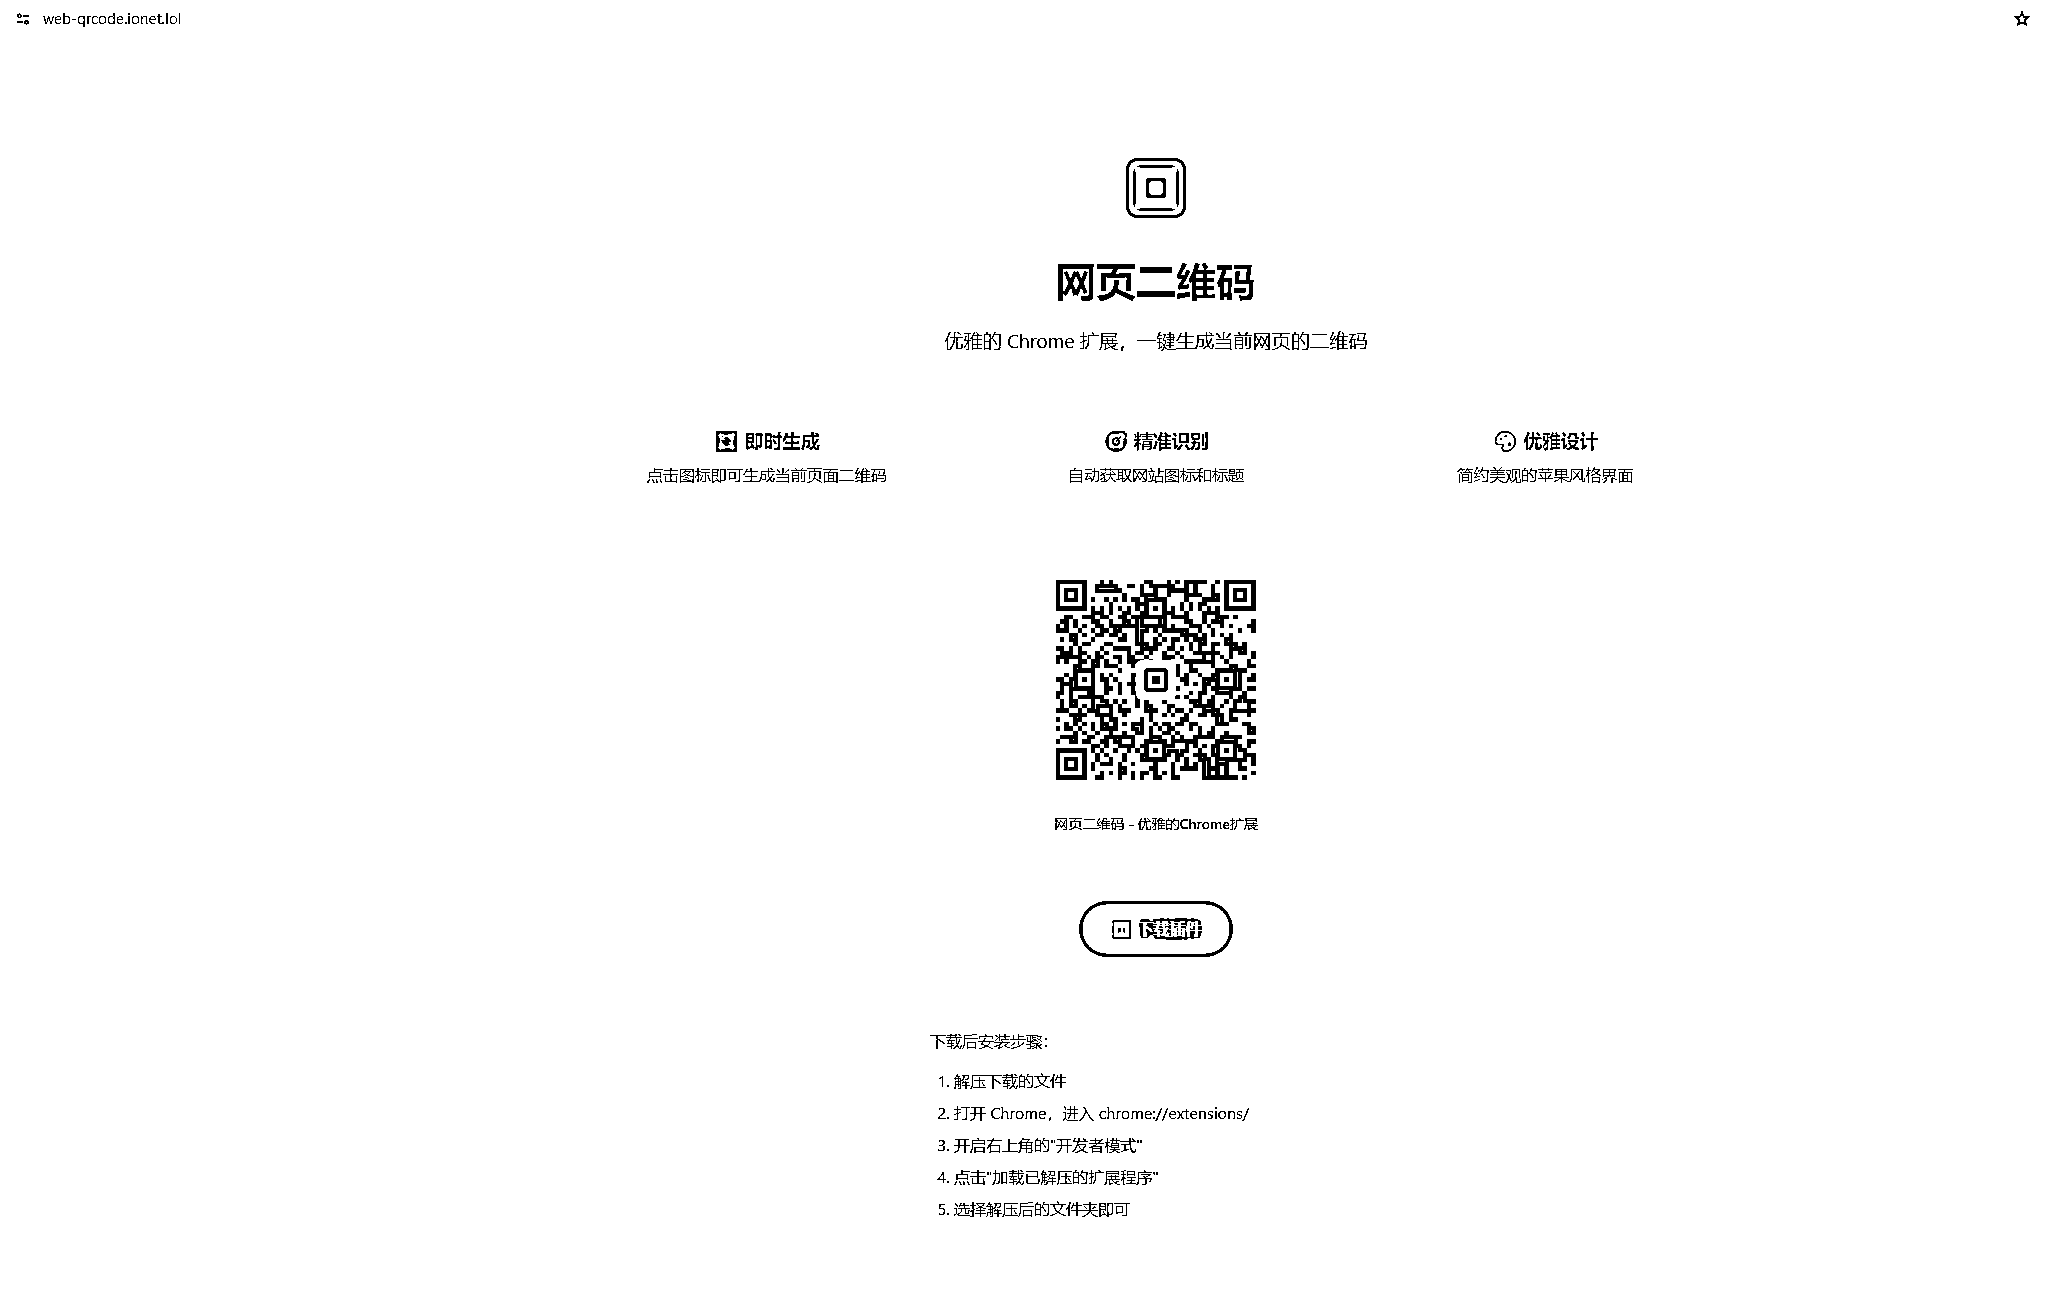 web-qrcode.ionet.lol
网页二维码
优雅的 Chrome 扩展，一键生成当前网页的二维码
即时生成
点击图标即可生成当前页面二维码
精准识别
自动获取网站图标和标题
优雅设计
简约美观的苹果风格界面
网页二维码 - 优雅的Chrome扩展
下载插件
下载后安装步骤：
1. 解压下载的文件
2. 打开 Chrome，进入 chrome://extensions/
3. 开启右上角的"开发者模式"
4. 点击"加载已解压的扩展程序"
5. 选择解压后的文件夹即可